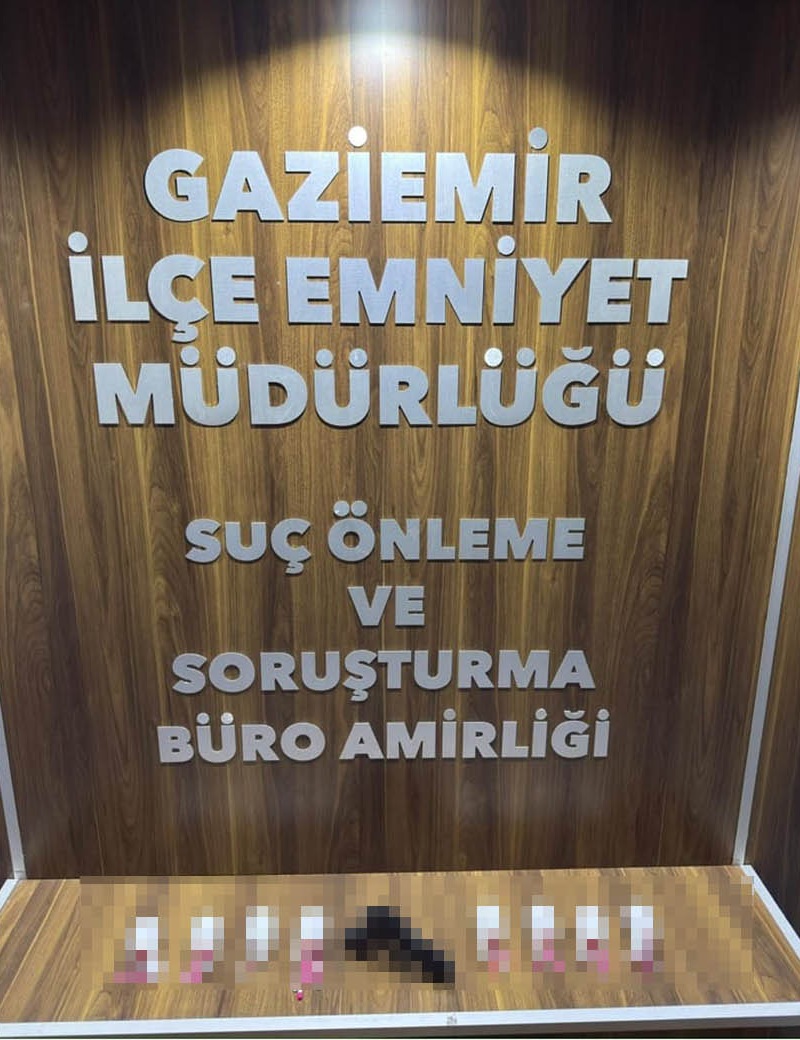 GAZİEMİR
İLÇE EMNİYET
MÜDÜRLÜĞÜ
SUÇ ÖNLEME
VE
SORUŞTURMA
BÜRO AMİRLİĞİ